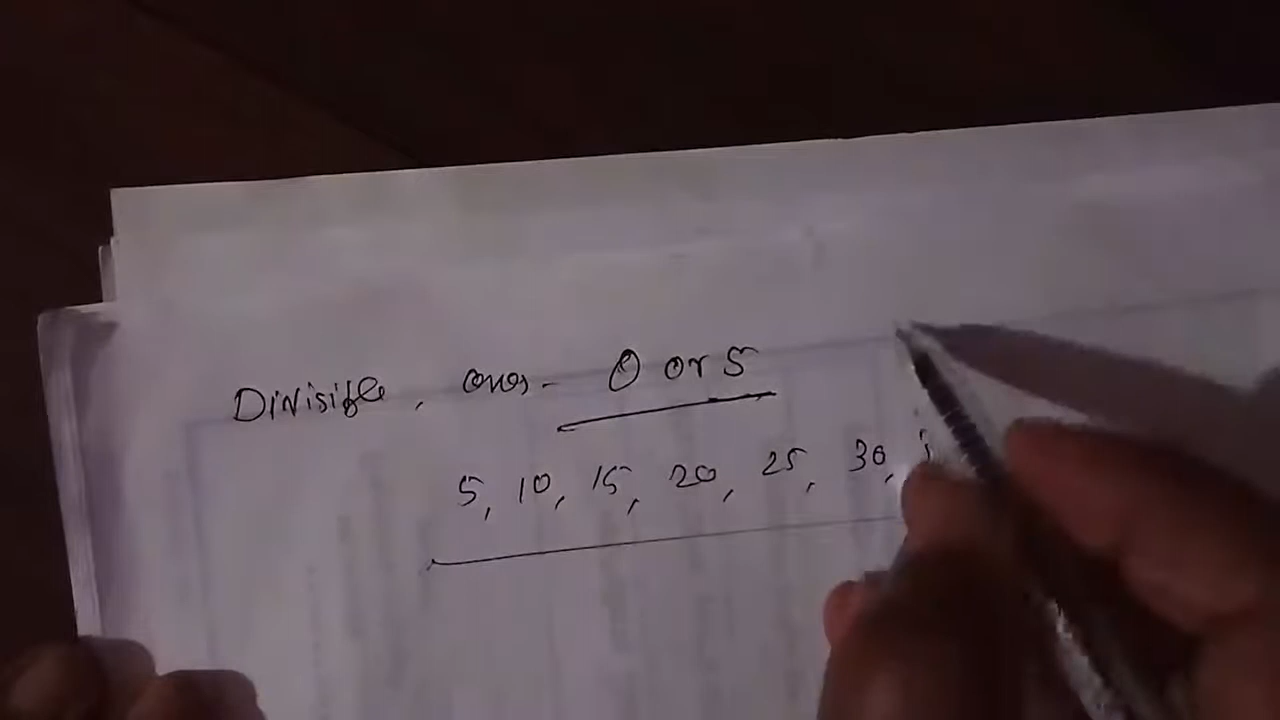 Divisible, ones - 0 or 5
5, 10, 15, 20, 25, 30,